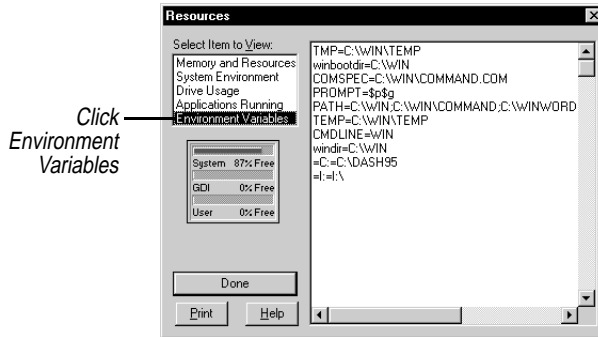 Resources
Select Item to View:
Memory and Resources
System Environment
Drive Usage
Applications Running
Environment Variables
Click
Environment
Variables
System 87% Free
GDI 0% Free
User 0% Free
Done
Print Help
TMP=C:\WIN\TEMP
winbootdir=C:\WIN
COMSPEC=C:\WIN\COMMAND.COM
PROMPT=$p$g
PATH=C:\WIN;C:\WIN\COMMAND;C:\WINWORD
TEMP=C:\WIN\TEMP
CMDLINE=WIN
windir=C:\WIN
=C:=C:\DASH95
=I:=I:\